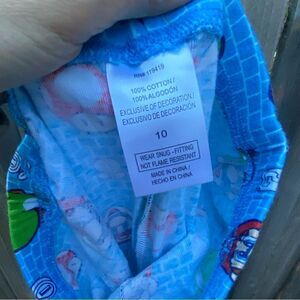 RN# 119419
100% COTTON /
100% ALGODÓN
EXCLUSIVE OF DECORATION /
EXCLUSIVO DE DECORACIÓN
10
WEAR SNUG - FITTING
NOT FLAME RESISTANT
MADE IN CHINA /
HECHO EN CHINA